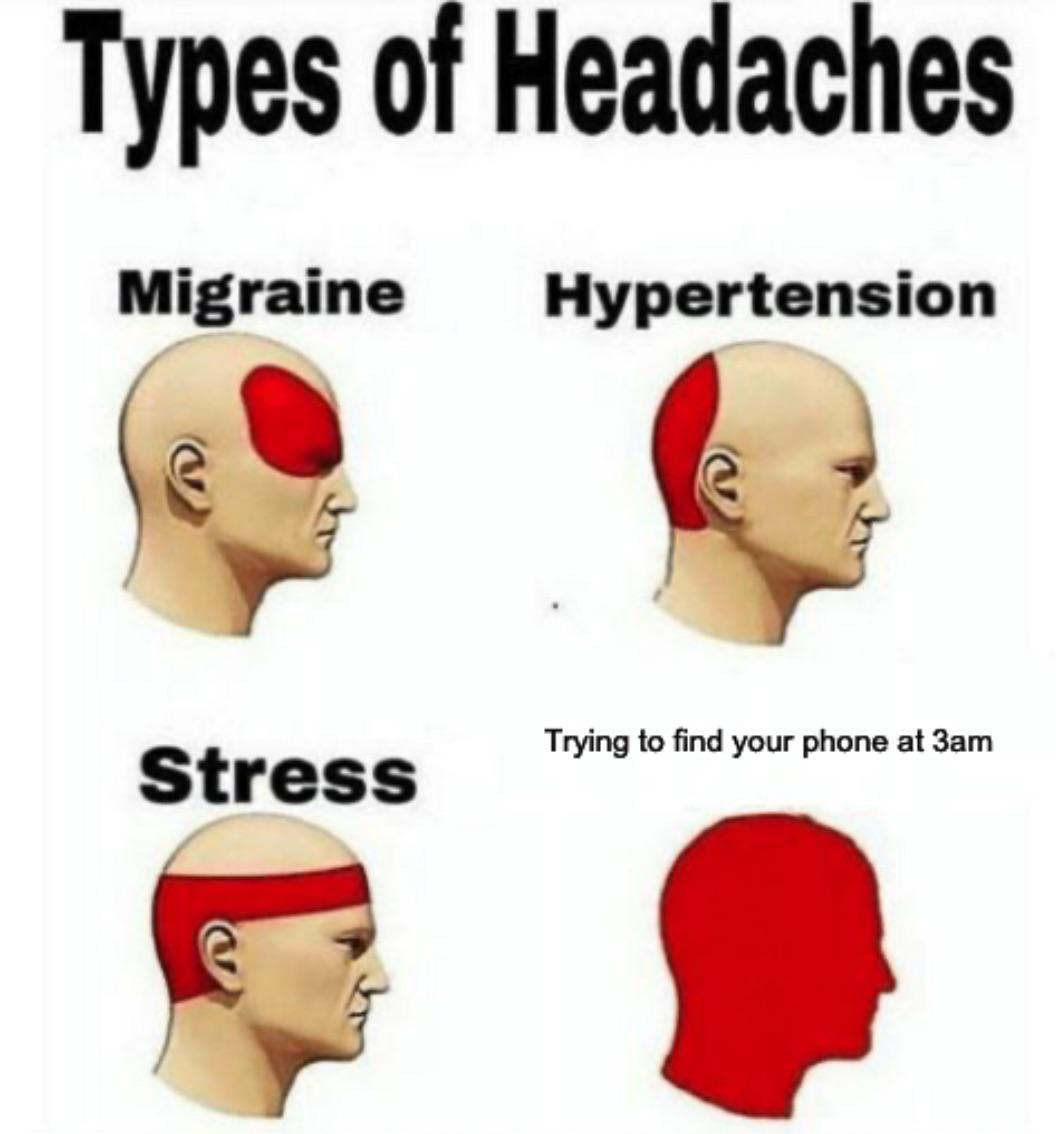 Types of Headaches
Migraine
Hypertension
Stress
Trying to find your phone at 3am